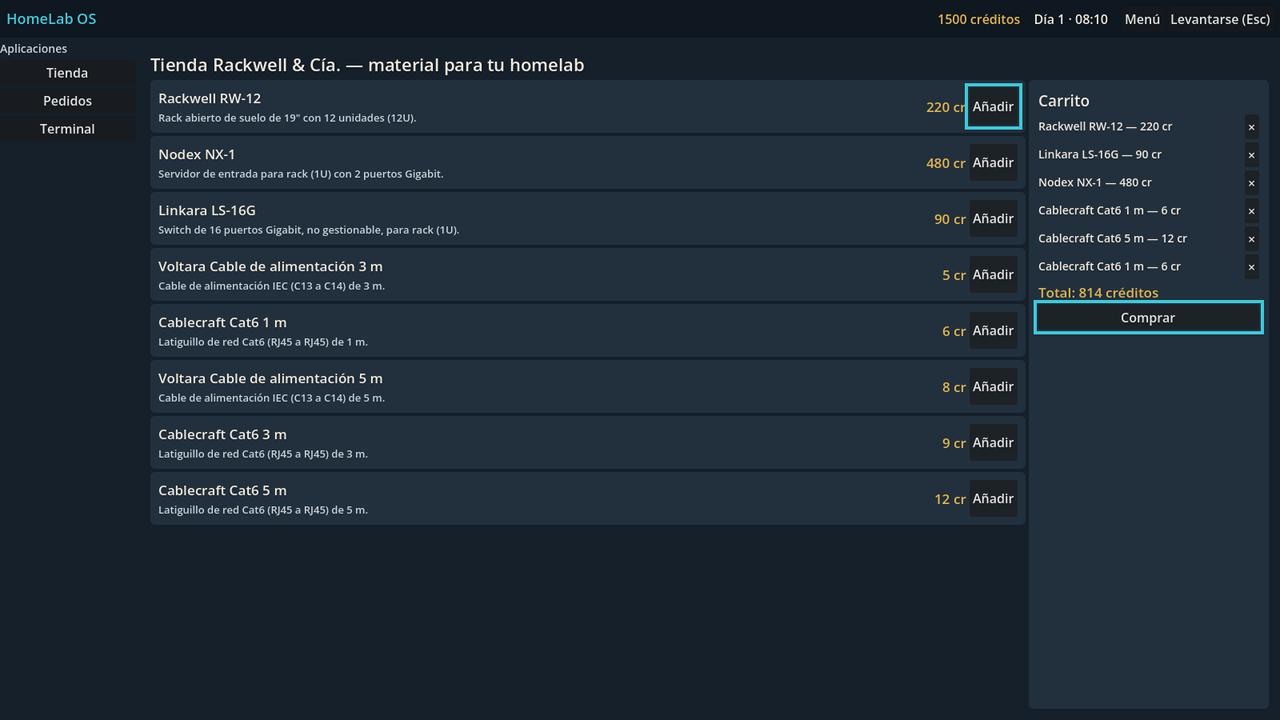 HomeLab OS
1500 créditos
Día 1 · 08:10
Menú
Levantarse (Esc)
Aplicaciones
Tienda
Pedidos
Terminal
Tienda Rackwell & Cía. — material para tu homelab
Rackwell RW-12
Rack abierto de suelo de 19" con 12 unidades (12U).
220 cr
Añadir
Nodex NX-1
Servidor de entrada para rack (1U) con 2 puertos Gigabit.
480 cr
Añadir
Linkara LS-16G
Switch de 16 puertos Gigabit, no gestionable, para rack (1U).
90 cr
Añadir
Voltara Cable de alimentación 3 m
Cable de alimentación IEC (C13 a C14) de 3 m.
5 cr
Añadir
Cablecraft Cat6 1 m
Latiguillo de red Cat6 (RJ45 a RJ45) de 1 m.
6 cr
Añadir
Voltara Cable de alimentación 5 m
Cable de alimentación IEC (C13 a C14) de 5 m.
8 cr
Añadir
Cablecraft Cat6 3 m
Latiguillo de red Cat6 (RJ45 a RJ45) de 3 m.
9 cr
Añadir
Cablecraft Cat6 5 m
Latiguillo de red Cat6 (RJ45 a RJ45) de 5 m.
12 cr
Añadir
Carrito
Rackwell RW-12 — 220 cr ×
Linkara LS-16G — 90 cr ×
Nodex NX-1 — 480 cr ×
Cablecraft Cat6 1 m — 6 cr ×
Cablecraft Cat6 5 m — 12 cr ×
Cablecraft Cat6 1 m — 6 cr ×
Total: 814 créditos
Comprar